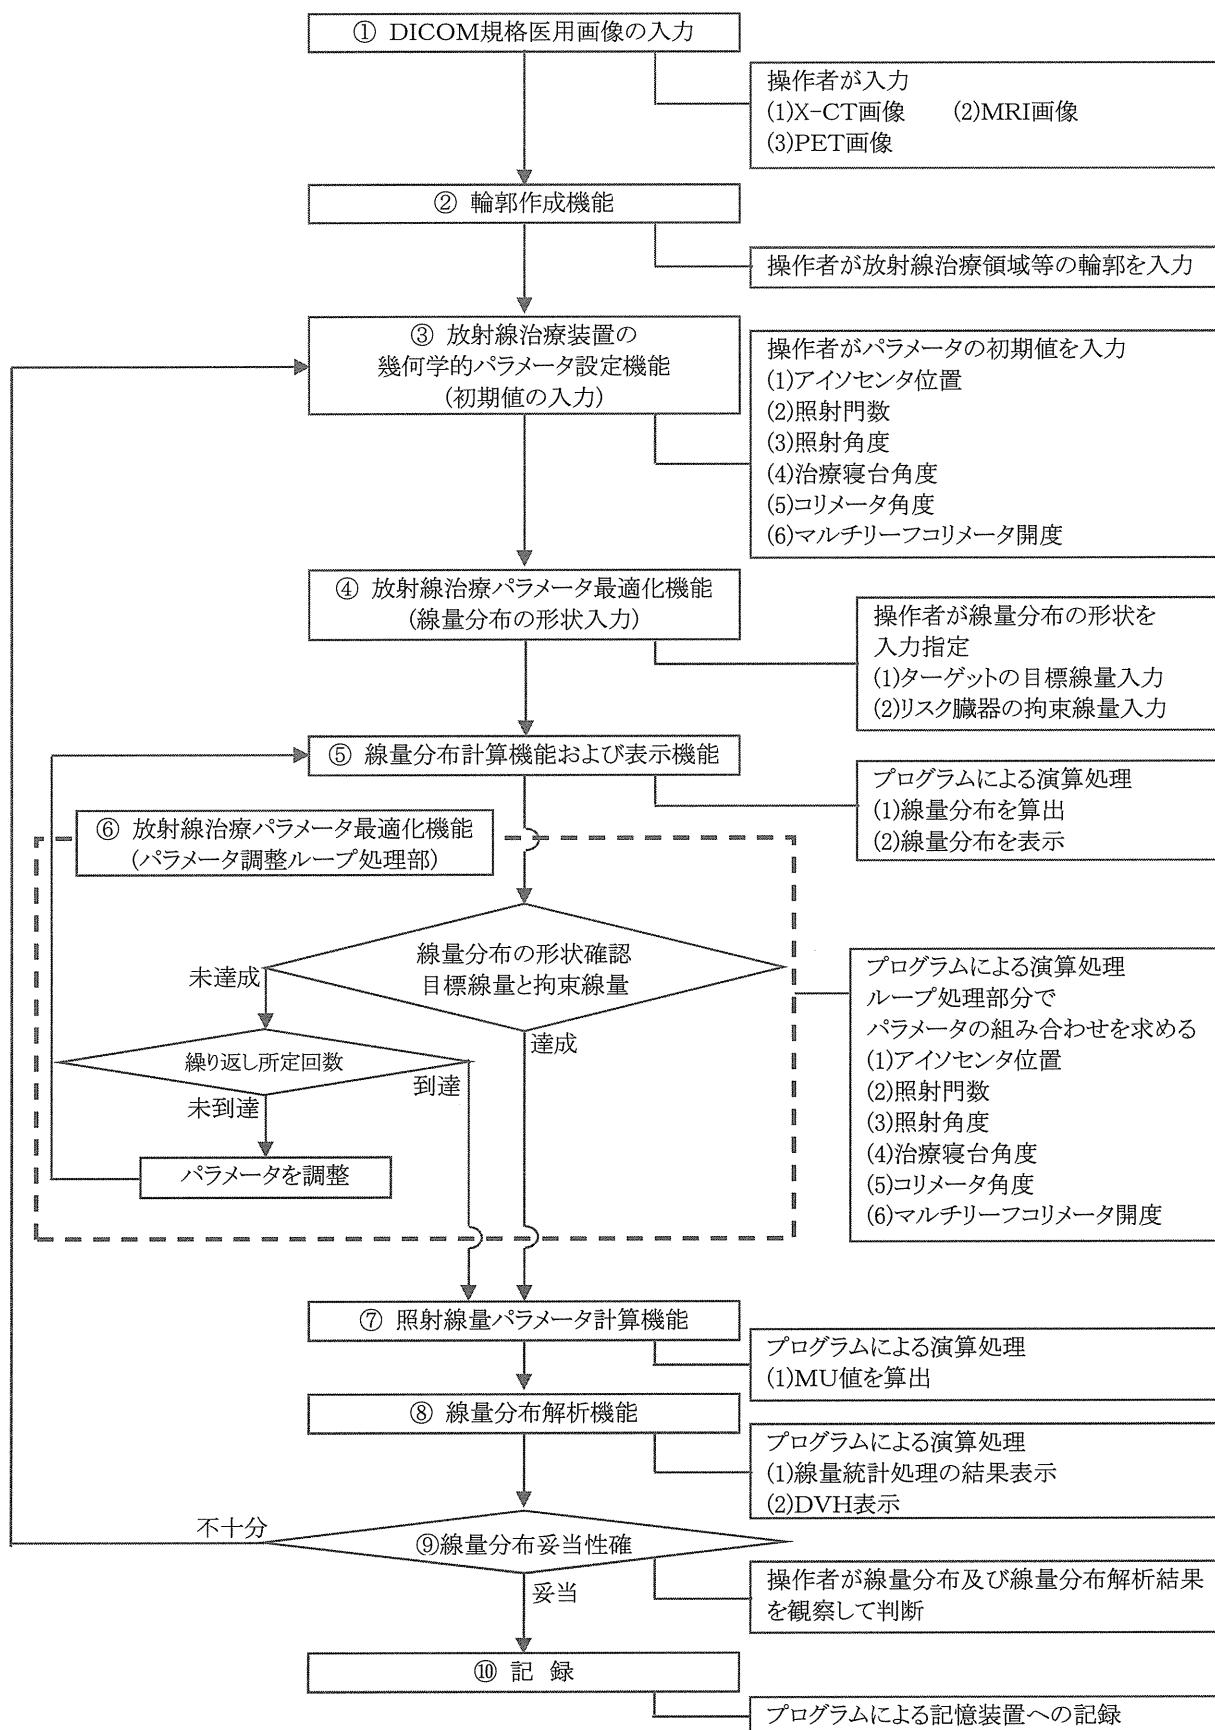 ① DICOM規格医用画像の入力
操作者が入力
(1)X-CT画像　(2)MRI画像
(3)PET画像
② 輪郭作成機能
操作者が放射線治療領域等の輪郭を入力
③ 放射線治療装置の
幾何学的パラメータ設定機能
(初期値の入力)
操作者がパラメータの初期値を入力
(1)アイソセンタ位置
(2)照射門数
(3)照射角度
(4)治療寝台角度
(5)コリメータ角度
(6)マルチリーフコリメータ開度
④ 放射線治療パラメータ最適化機能
(線量分布の形状入力)
操作者が線量分布の形状を
入力指定
(1)ターゲットの目標線量入力
(2)リスク臓器の拘束線量入力
⑤ 線量分布計算機能および表示機能
プログラムによる演算処理
(1)線量分布を算出
(2)線量分布を表示
⑥ 放射線治療パラメータ最適化機能
(パラメータ調整ループ処理部)
線量分布の形状確認
目標線量と拘束線量
未達成
達成
繰り返し所定回数
到達
未到達
パラメータを調整
プログラムによる演算処理
ループ処理部分で
パラメータの組み合わせを求める
(1)アイソセンタ位置
(2)照射門数
(3)照射角度
(4)治療寝台角度
(5)コリメータ角度
(6)マルチリーフコリメータ開度
⑦ 照射線量パラメータ計算機能
プログラムによる演算処理
(1)MU値を算出
⑧ 線量分布解析機能
プログラムによる演算処理
(1)線量統計処理の結果表示
(2)DVH表示
⑨線量分布妥当性確
不十分
妥当
操作者が線量分布及び線量分布解析結果
を観察して判断
⑩ 記 録
プログラムによる記憶装置への記録